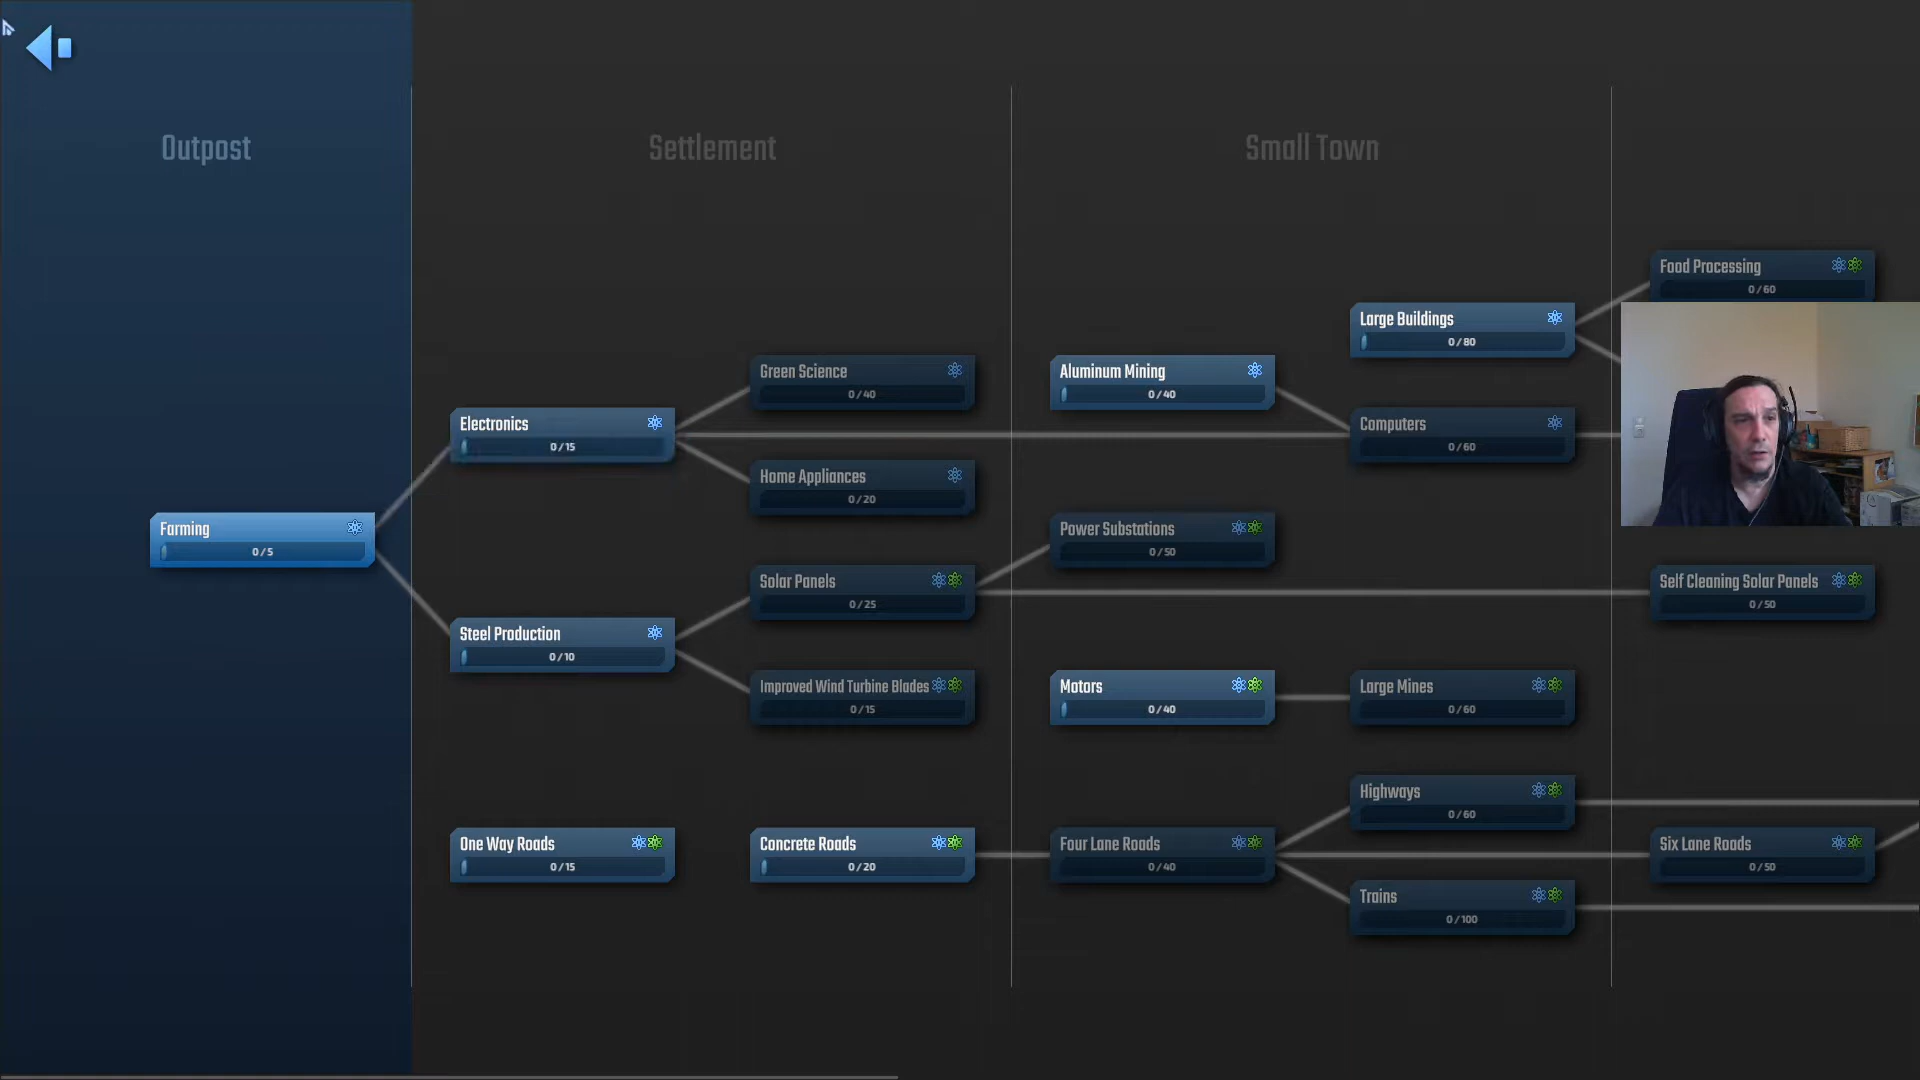 Outpost
Settlement
Small Town
Farming
0/5
Electronics
0/15
Steel Production
0/10
One Way Roads
0/15
Green Science
0/40
Home Appliances
0/20
Solar Panels
0/25
Improved Wind Turbine Blades
0/15
Concrete Roads
0/20
Aluminum Mining
0/40
Power Substations
0/50
Motors
0/40
Four Lane Roads
0/40
Large Buildings
0/80
Computers
0/60
Large Mines
0/60
Highways
0/60
Trains
0/100
Food Processing
0/60
Self Cleaning Solar Panels
0/50
Six Lane Roads
0/50